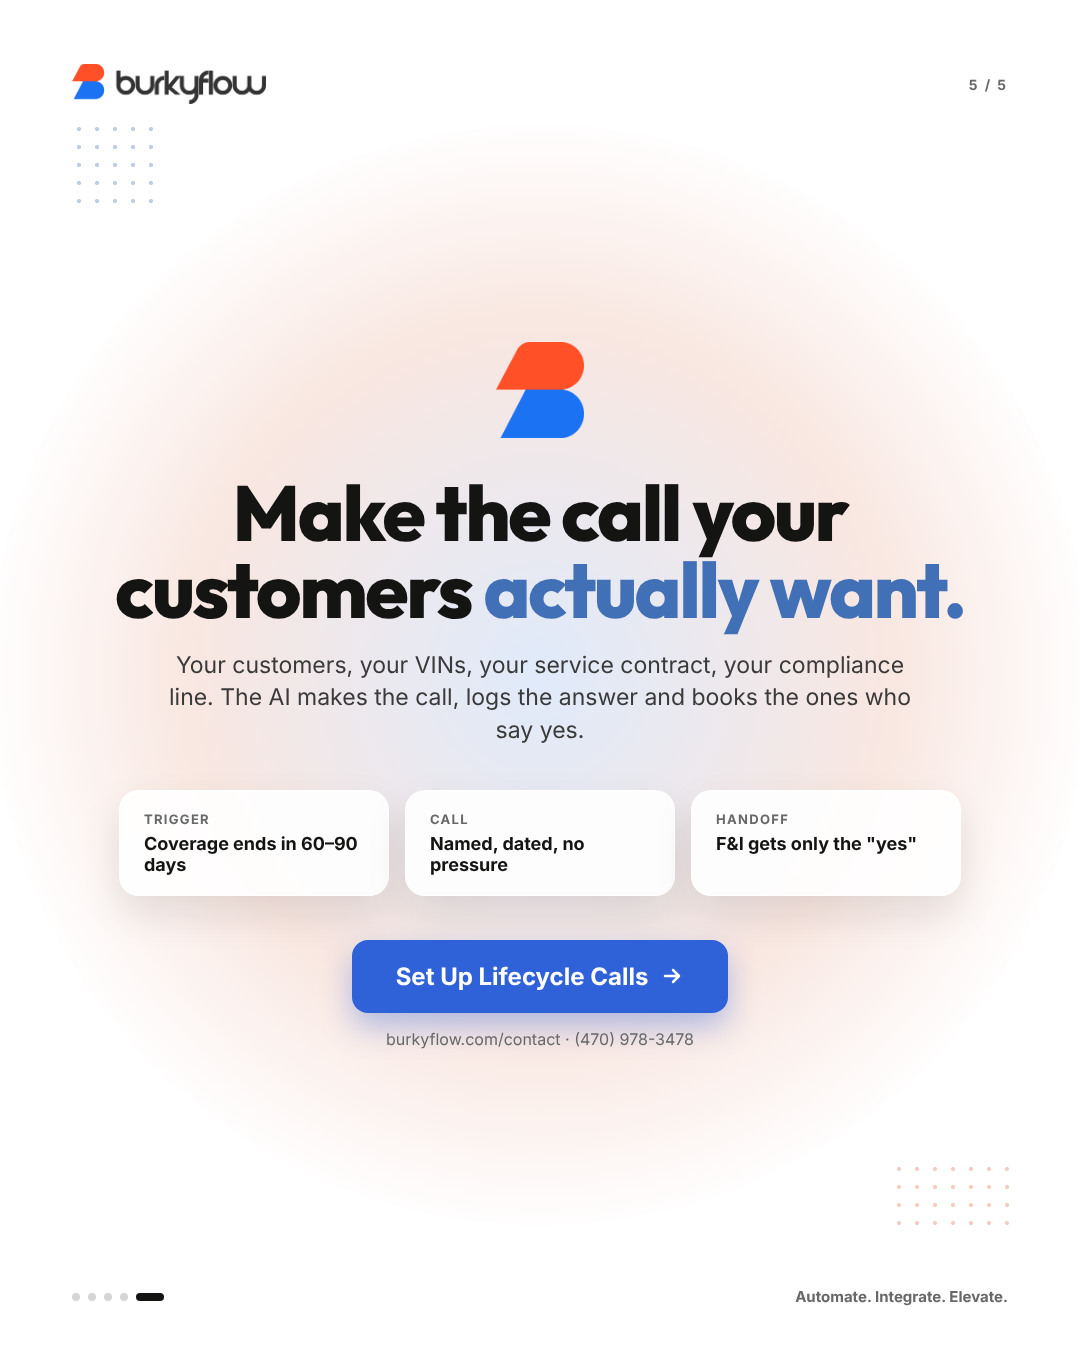 burkyflow
5 / 5
Make the call your
customers actually want.
Your customers, your VINs, your service contract, your compliance
line. The AI makes the call, logs the answer and books the ones who
say yes.
TRIGGER
Coverage ends in 60–90
days
CALL
Named, dated, no
pressure
HANDOFF
F&I gets only the "yes"
Set Up Lifecycle Calls →
burkyflow.com/contact · (470) 978-3478
Automate. Integrate. Elevate.